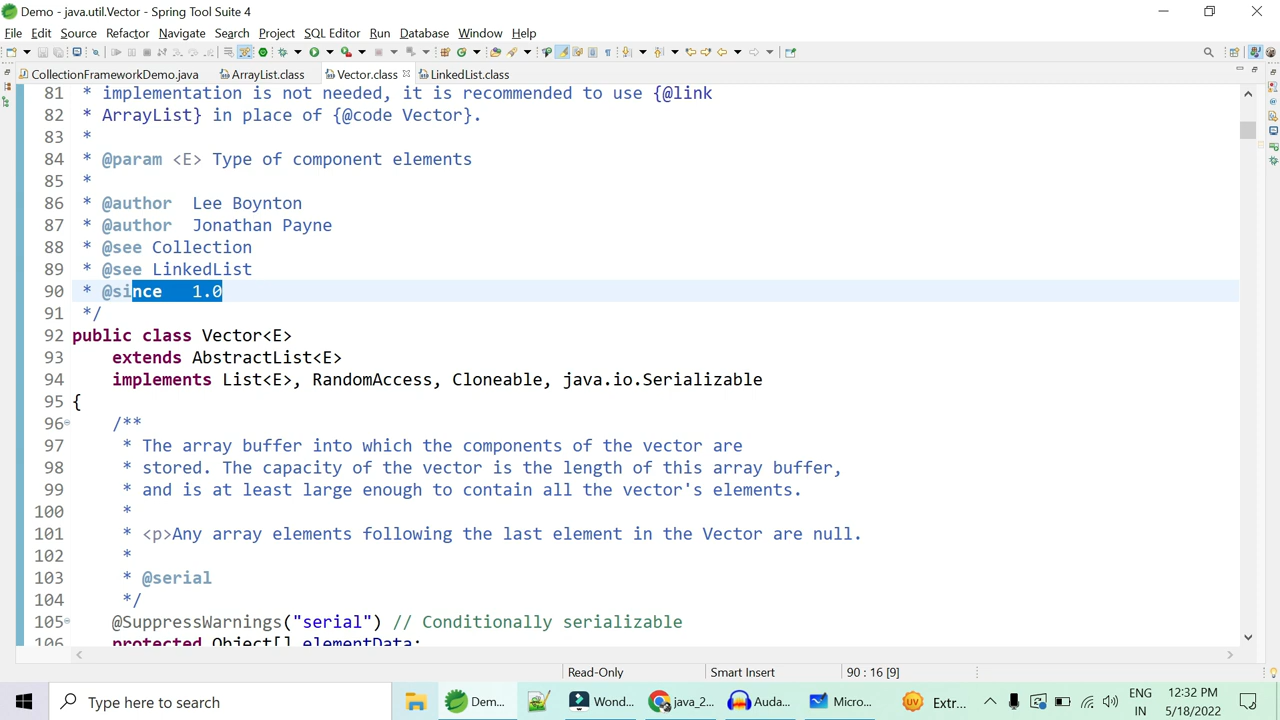 Demo - java.util.Vector - Spring Tool Suite 4
File Edit Source Refactor Navigate Search Project SQL Editor Run Database Window Help
CollectionFrameworkDemo.java ArrayList.class Vector.class LinkedList.class
81 * implementation is not needed, it is recommended to use {@link
82 * ArrayList} in place of {@code Vector}.
83 *
84 * @param <E> Type of component elements
85 *
86 * @author Lee Boynton
87 * @author Jonathan Payne
88 * @see Collection
89 * @see LinkedList
90 * @since 1.0
91 */
92 public class Vector<E>
93 extends AbstractList<E>
94 implements List<E>, RandomAccess, Cloneable, java.io.Serializable
95 {
96 /**
97 * The array buffer into which the components of the vector are
98 * stored. The capacity of the vector is the length of this array buffer,
99 * and is at least large enough to contain all the vector's elements.
100 *
101 * <p>Any array elements following the last element in the Vector are null.
102 *
103 * @serial
104 */
105 @SuppressWarnings("serial") // Conditionally serializable
106 protected Object[] elementData;
Read-Only Smart Insert 90 : 16 [9]
Type here to search Dem... Wond... java_2... Auda... Micro... Extr... ENG 12:32 PM
IN 5/18/2022